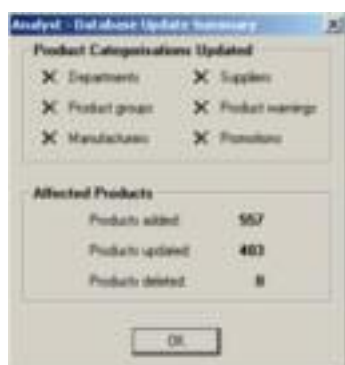 Analyst - Database Update Summary
Product Categorisations Updated
Departments Suppliers
Product groups Product warnings
Manufacturers Promotions
Affected Products
Products added: 557
Products updated: 403
Products deleted: 0
OK